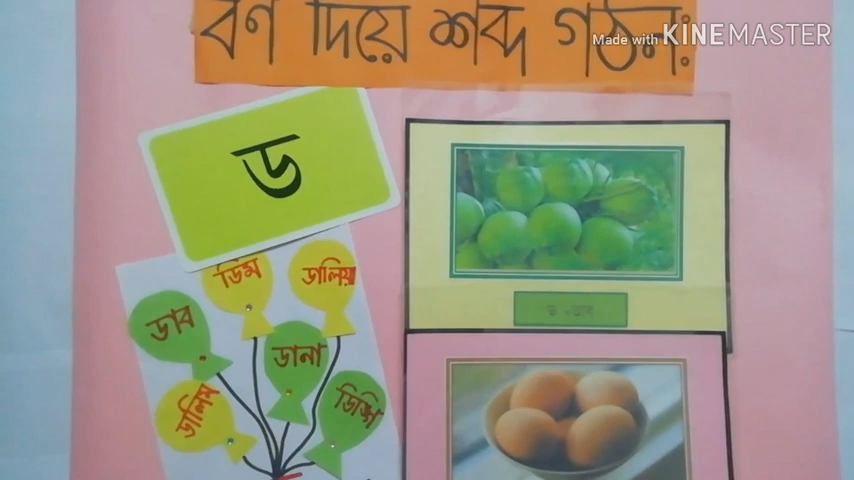 বর্ণ দিয়ে শব্দ গঠনঃ
Made with KINEMASTER
ড
ডিম
ডালিয়া
ডাব
ডানা
ডালিম
ডিঙ্গি